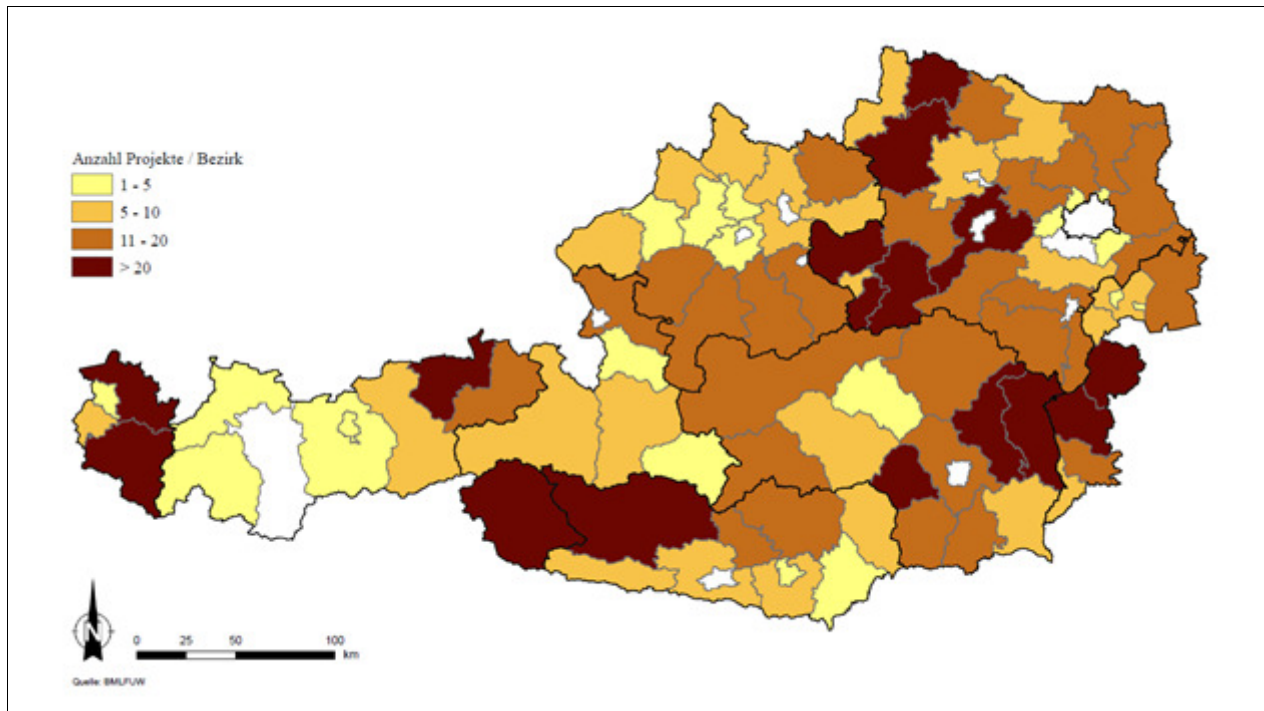 Anzahl Projekte / Bezirk
1 - 5
5 - 10
11 - 20
> 20
N
0 25 50 100
km
Quelle: BMLFUW